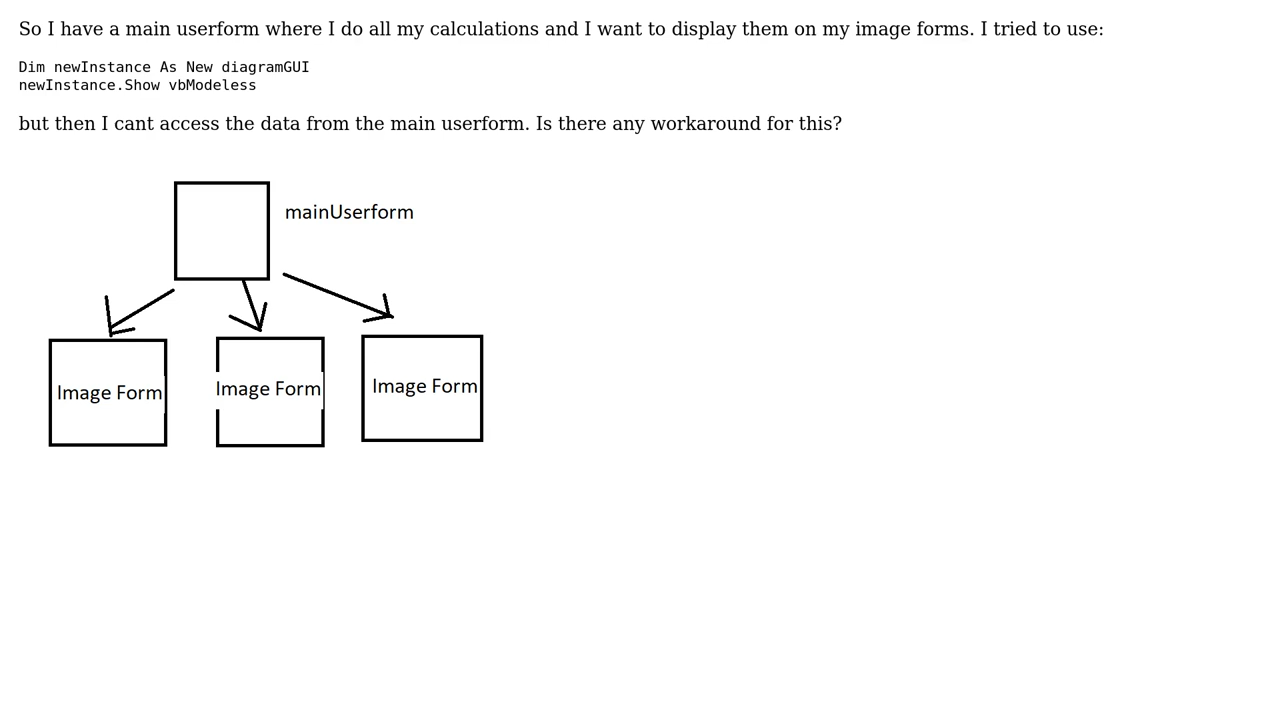 So I have a main userform where I do all my calculations and I want to display them on my image forms. I tried to use:
Dim newInstance As New diagramGUI
newInstance.Show vbModeless
but then I cant access the data from the main userform. Is there any workaround for this?
mainUserform
Image Form
Image Form
Image Form